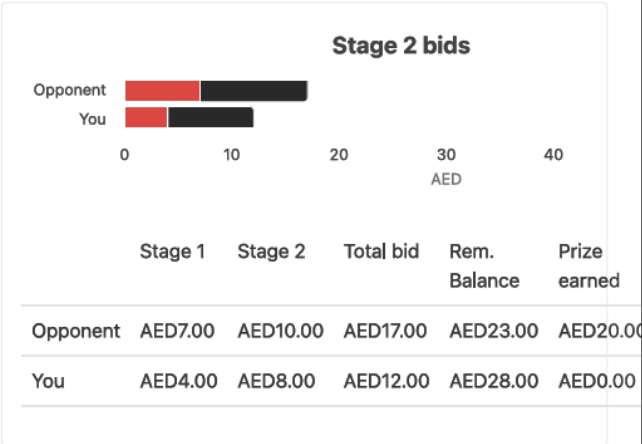 Stage 2 bids
Opponent
You
0 10 20 30 40
AED
Stage 1 Stage 2 Total bid Rem. Balance Prize earned
Opponent AED7.00 AED10.00 AED17.00 AED23.00 AED20.00
You AED4.00 AED8.00 AED12.00 AED28.00 AED0.00